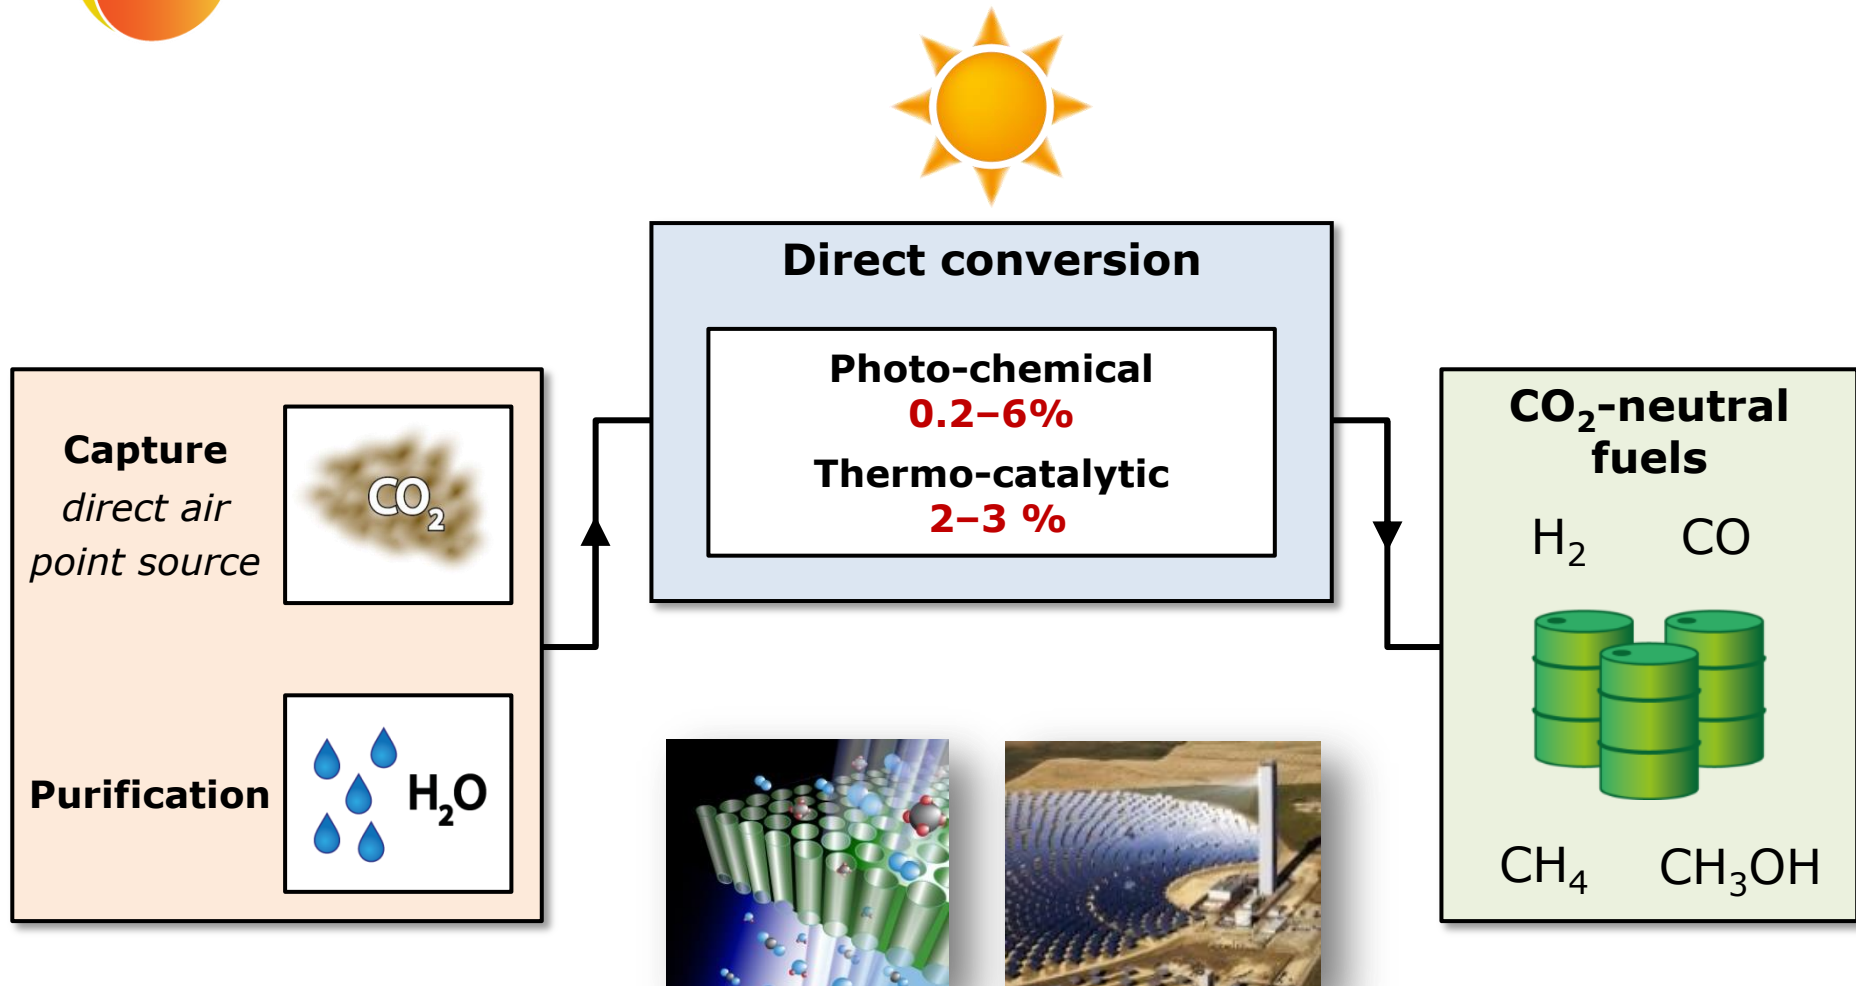 Direct conversion
Photo-chemical
0.2–6%
Thermo-catalytic
2–3 %
Capture
direct air
point source
CO₂
Purification
H₂O
CO₂-neutral
fuels
H₂ CO
CH₄ CH₃OH